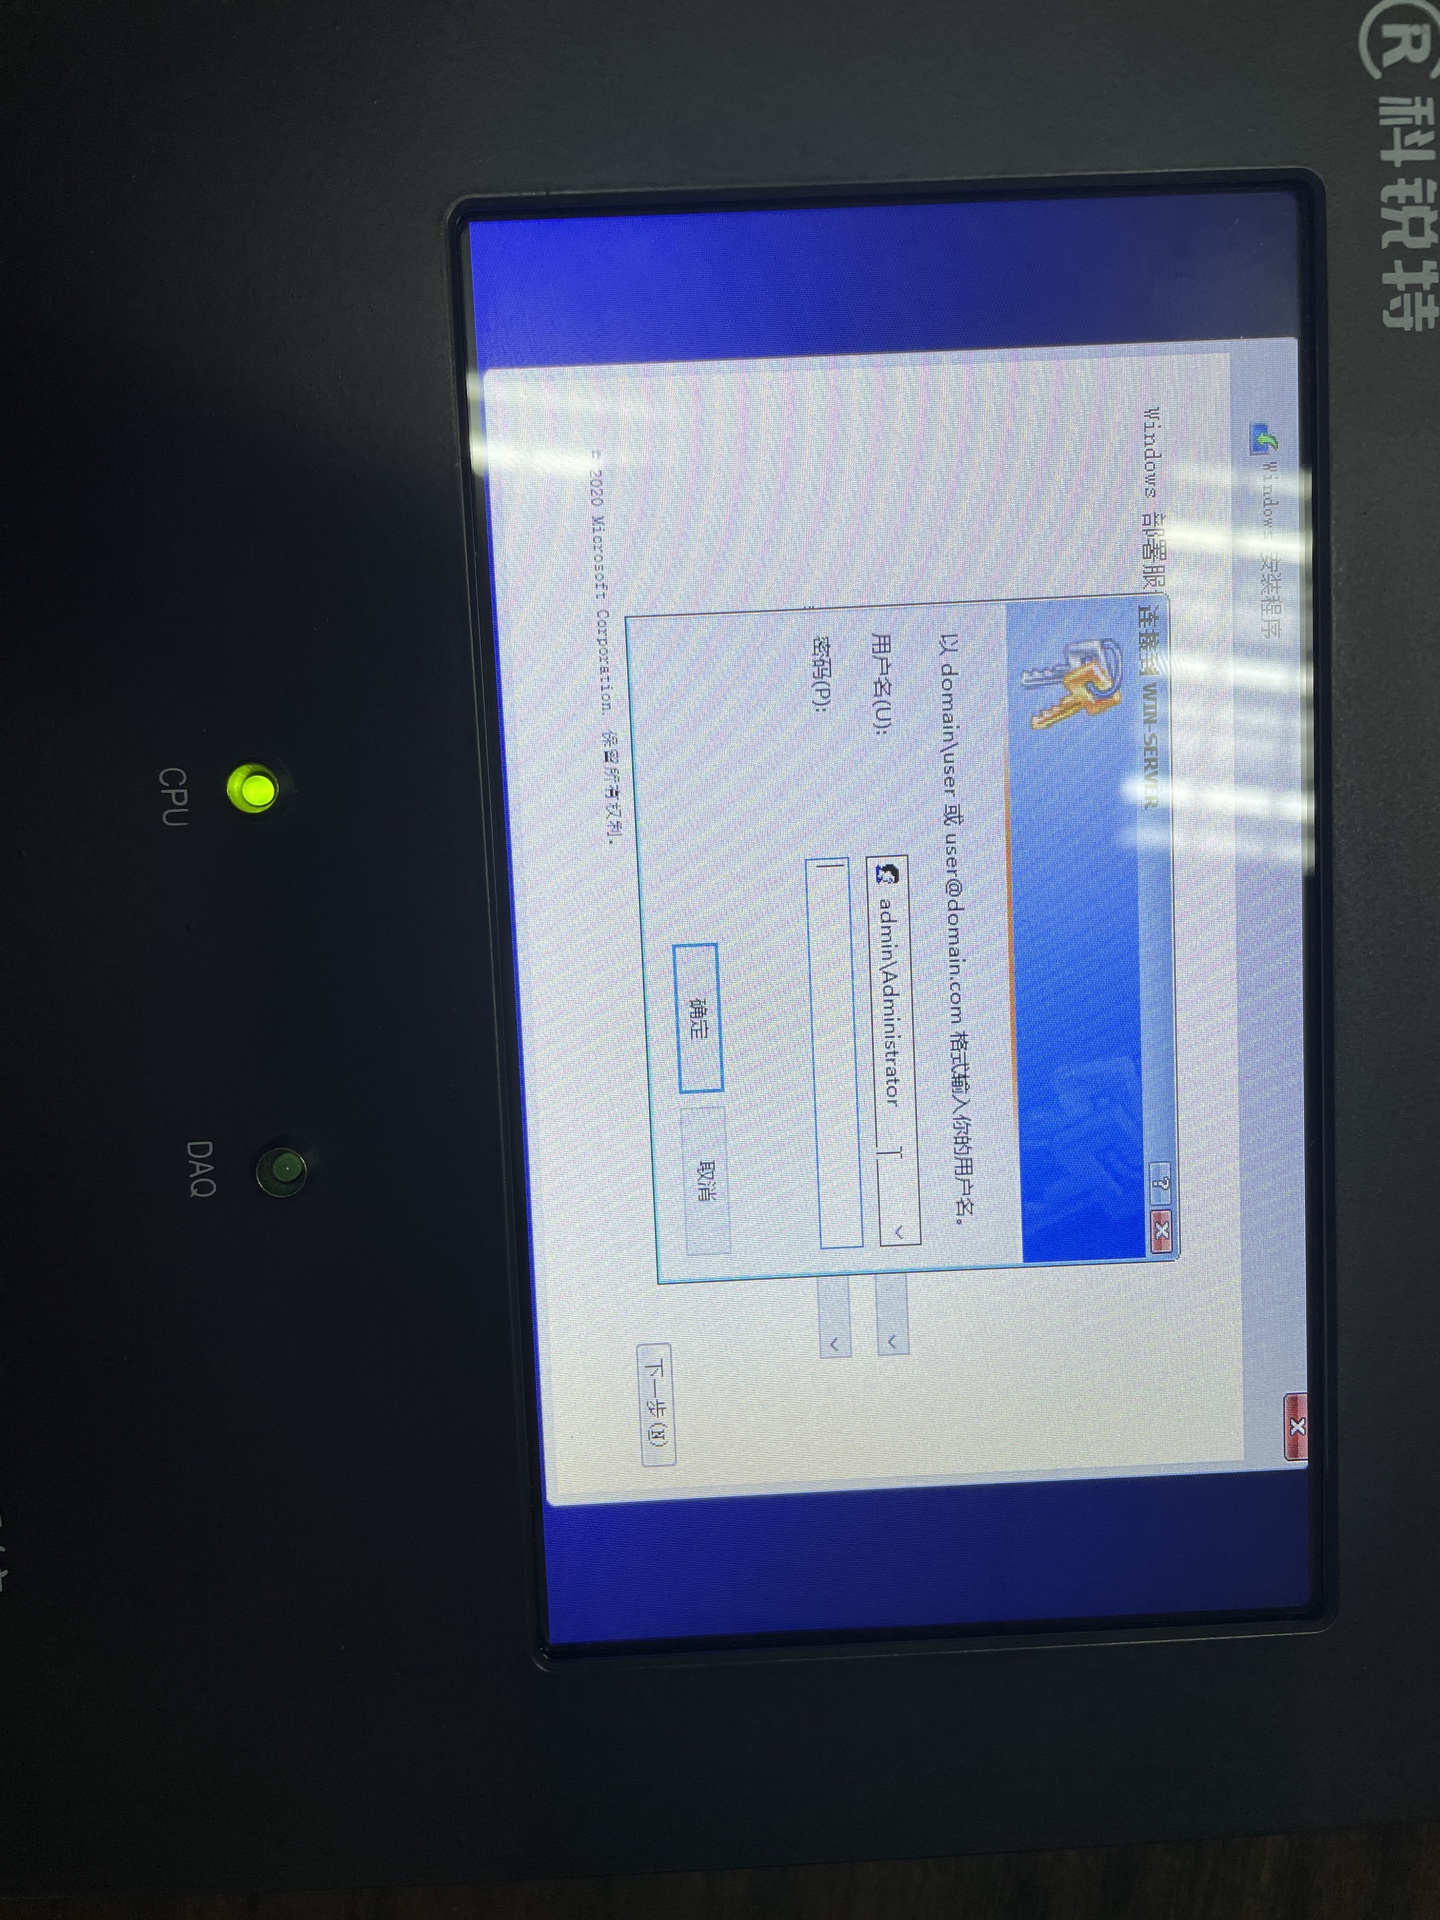 ® 科锐特
Windows 安装程序
Windows 部署服
连接到 WIN-SERVER
以 domain\user 或 user@domain.com 格式输入你的用户名。
用户名(U):
admin\Administrator
密码(P):
确定
取消
下一步(N)
2020 Microsoft Corporation. 保留所有权利。
CPU
DAQ